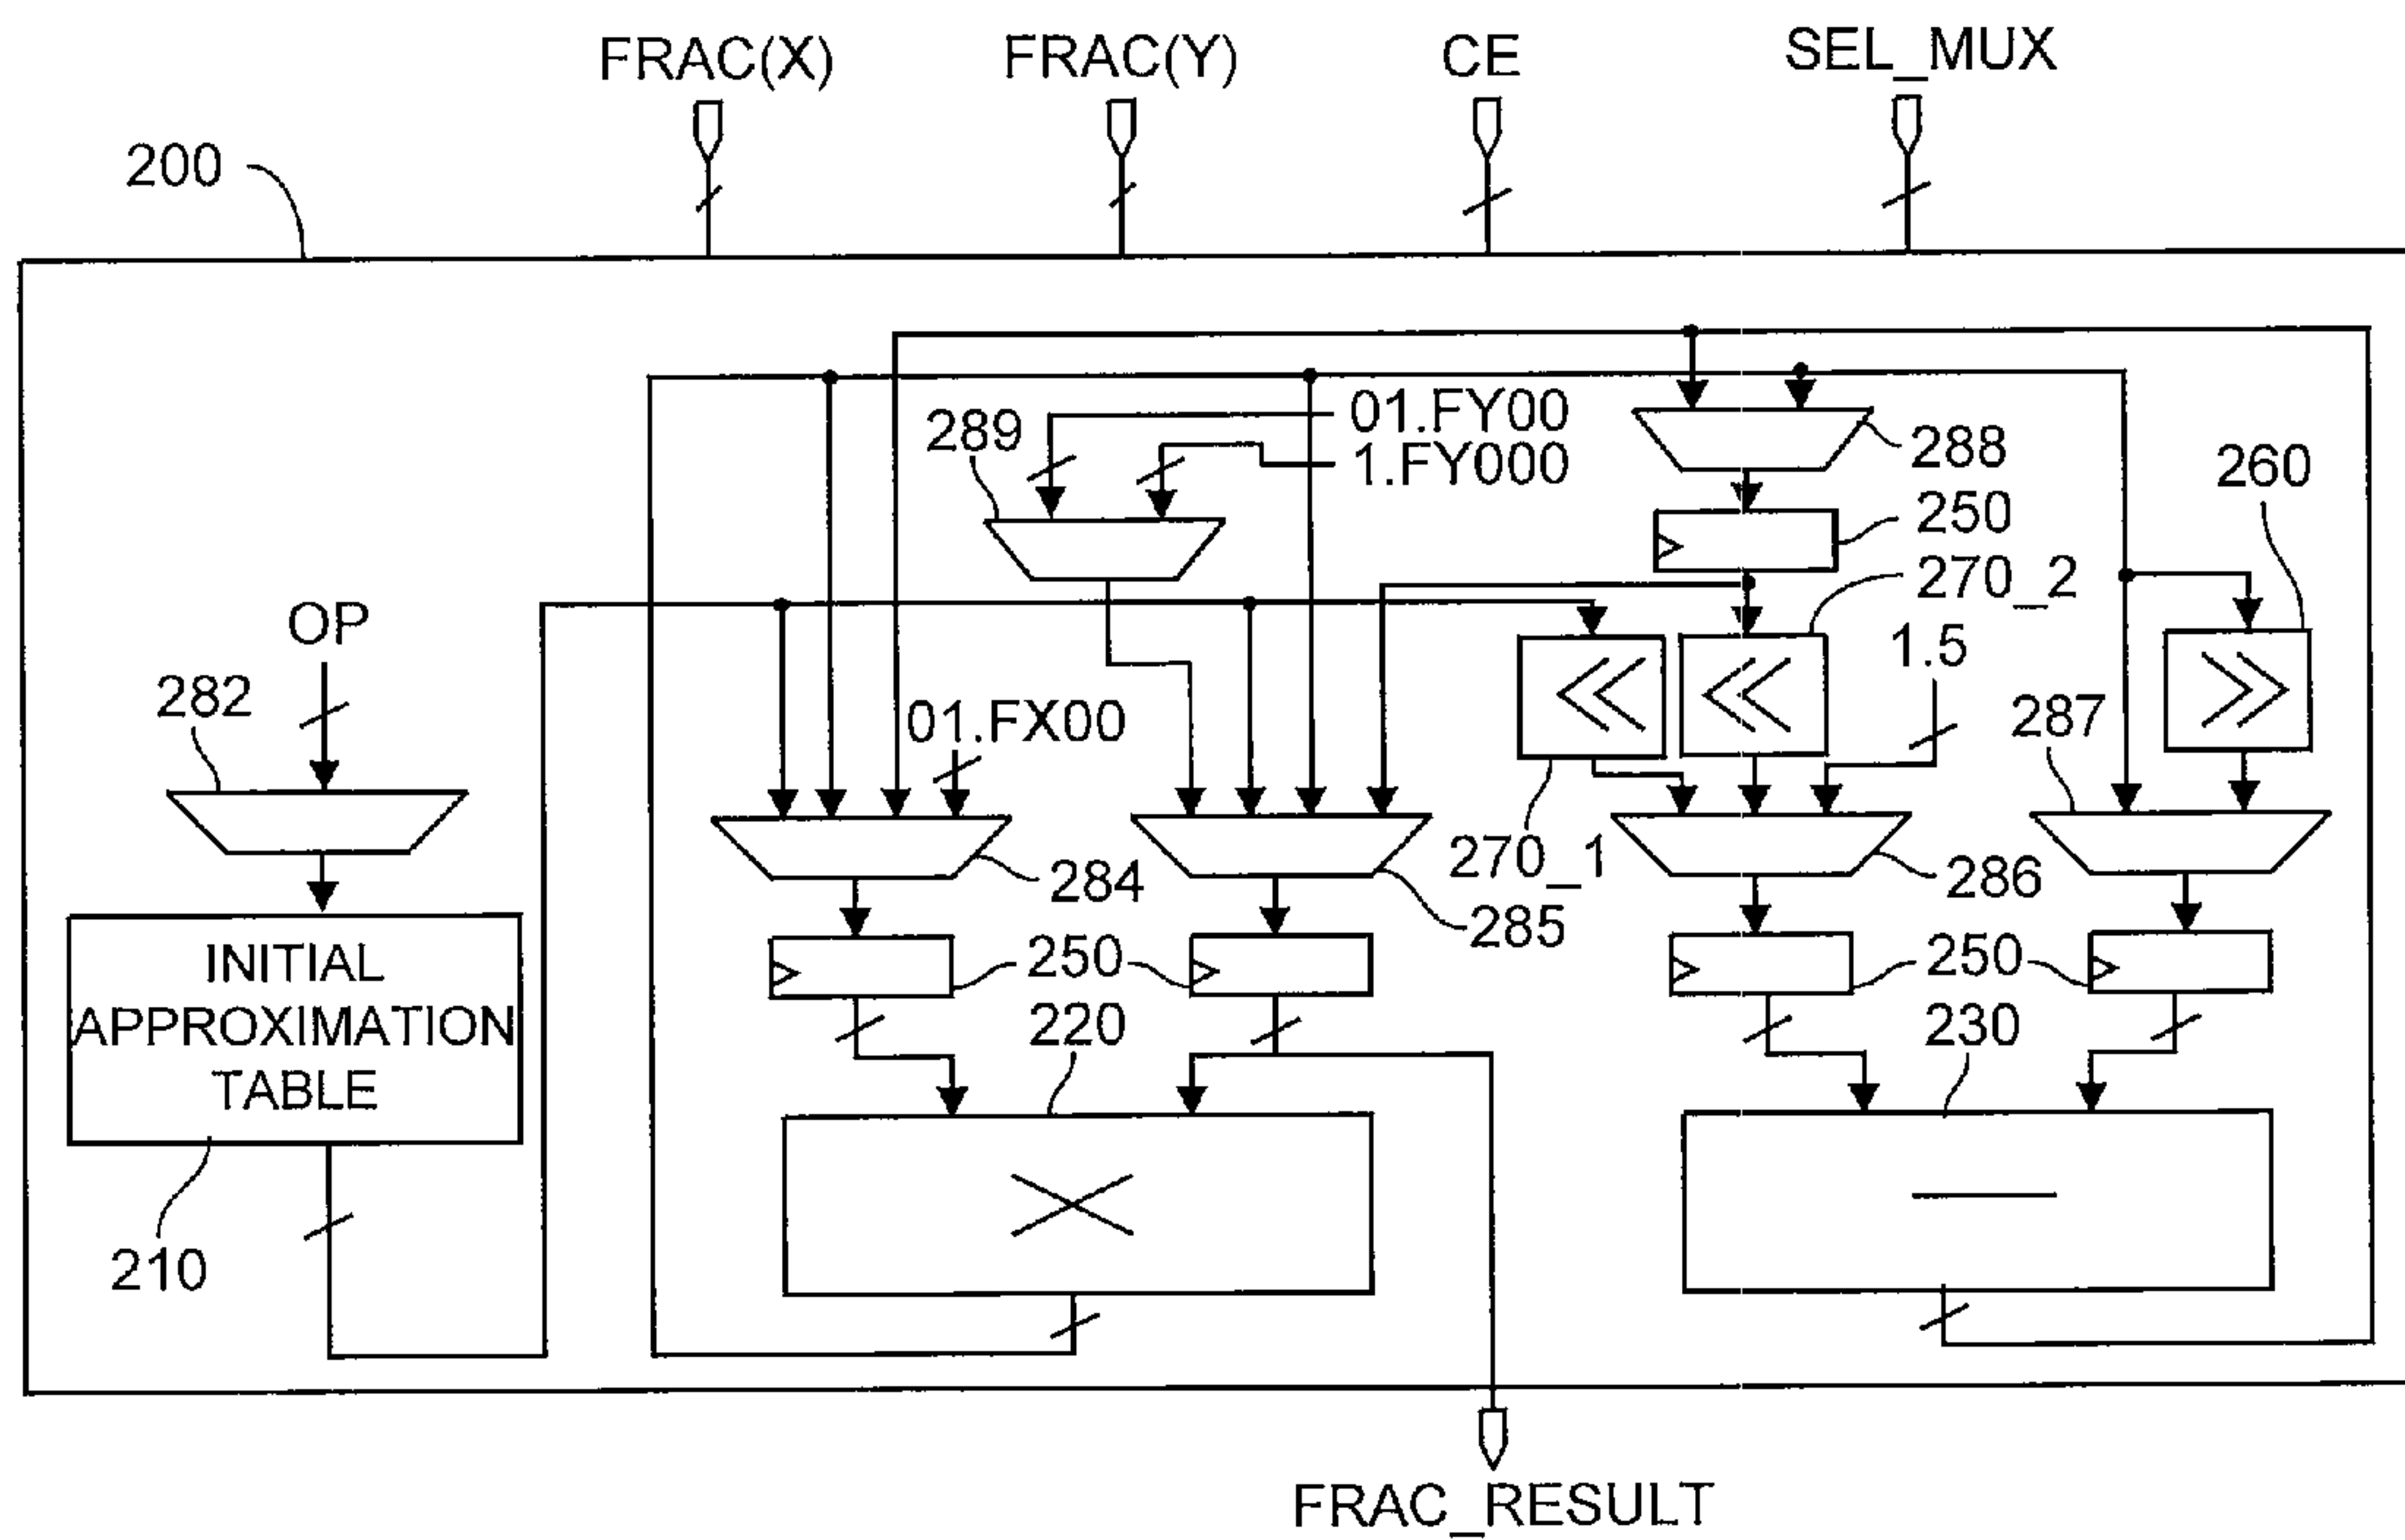 FRAC(X)
FRAC(Y)
CE
SEL_MUX
200
01.FY00
1.FY000
289
288
260
250
270_2
1.5
OP
282
01.FX00
287
284
285
270_1
286
INITIAL
APPROXIMATION
TABLE
250
220
250
230
210
FRAC_RESULT